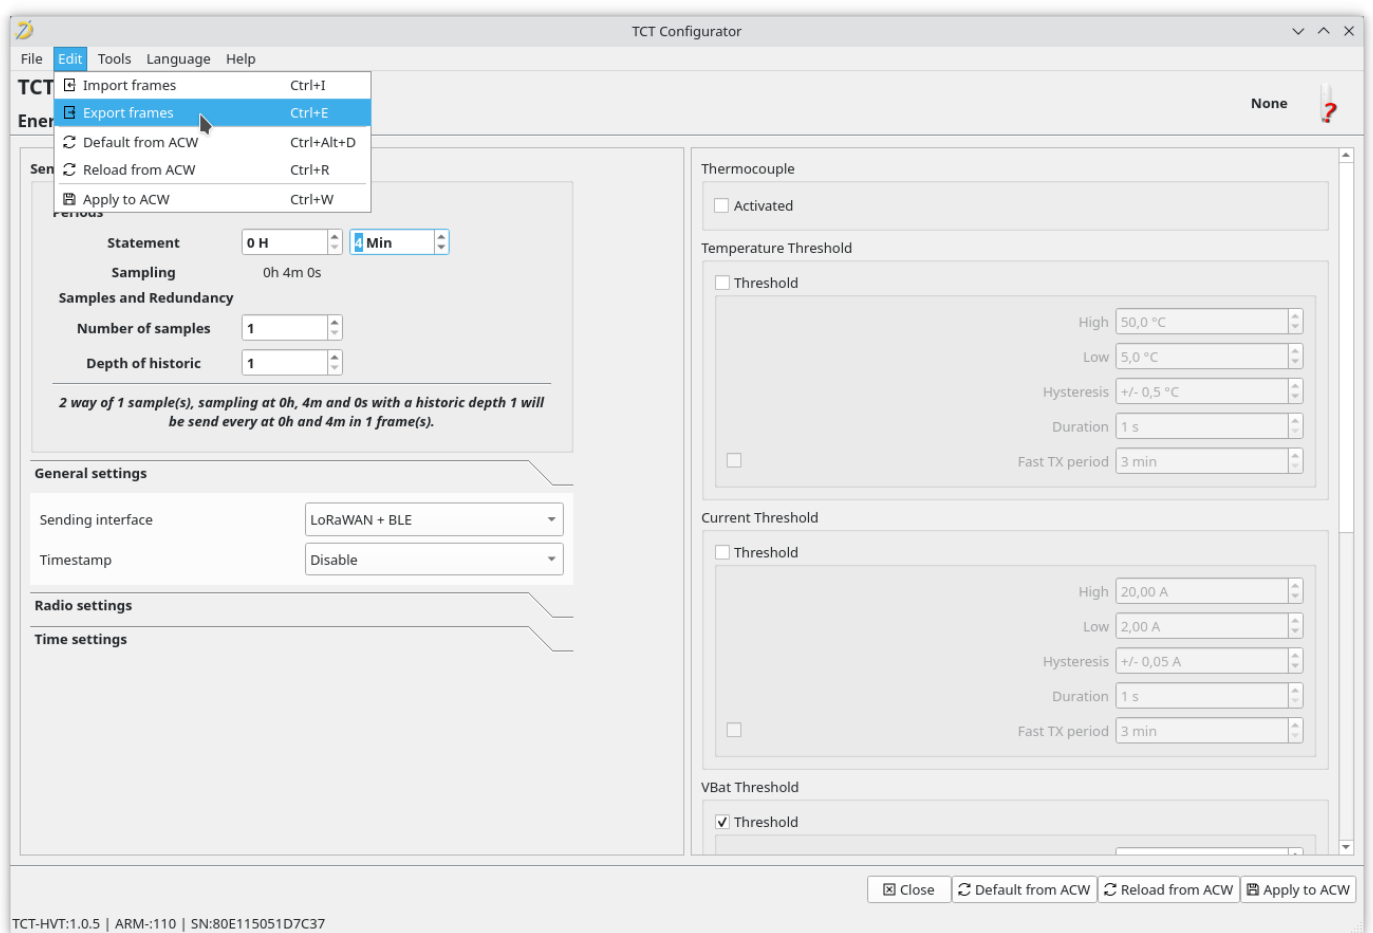 TCT Configurator
File Edit Tools Language Help
Import frames Ctrl+I
Export frames Ctrl+E
Default from ACW Ctrl+Alt+D
Reload from ACW Ctrl+R
Apply to ACW Ctrl+W
TCT
Ener
None
Sen
Periods
Statement 0 H 4 Min
Sampling 0h 4m 0s
Samples and Redundancy
Number of samples 1
Depth of historic 1
2 way of 1 sample(s), sampling at 0h, 4m and 0s with a historic depth 1 will
be send every at 0h and 4m in 1 frame(s).
General settings
Sending interface LoRaWAN + BLE
Timestamp Disable
Radio settings
Time settings
Thermocouple
Activated
Temperature Threshold
Threshold
High 50,0 °C
Low 5,0 °C
Hysteresis +/- 0,5 °C
Duration 1 s
Fast TX period 3 min
Current Threshold
Threshold
High 20,00 A
Low 2,00 A
Hysteresis +/- 0,05 A
Duration 1 s
Fast TX period 3 min
VBat Threshold
Threshold
Close Default from ACW Reload from ACW Apply to ACW
TCT-HVT:1.0.5 | ARM-:110 | SN:80E115051D7C37